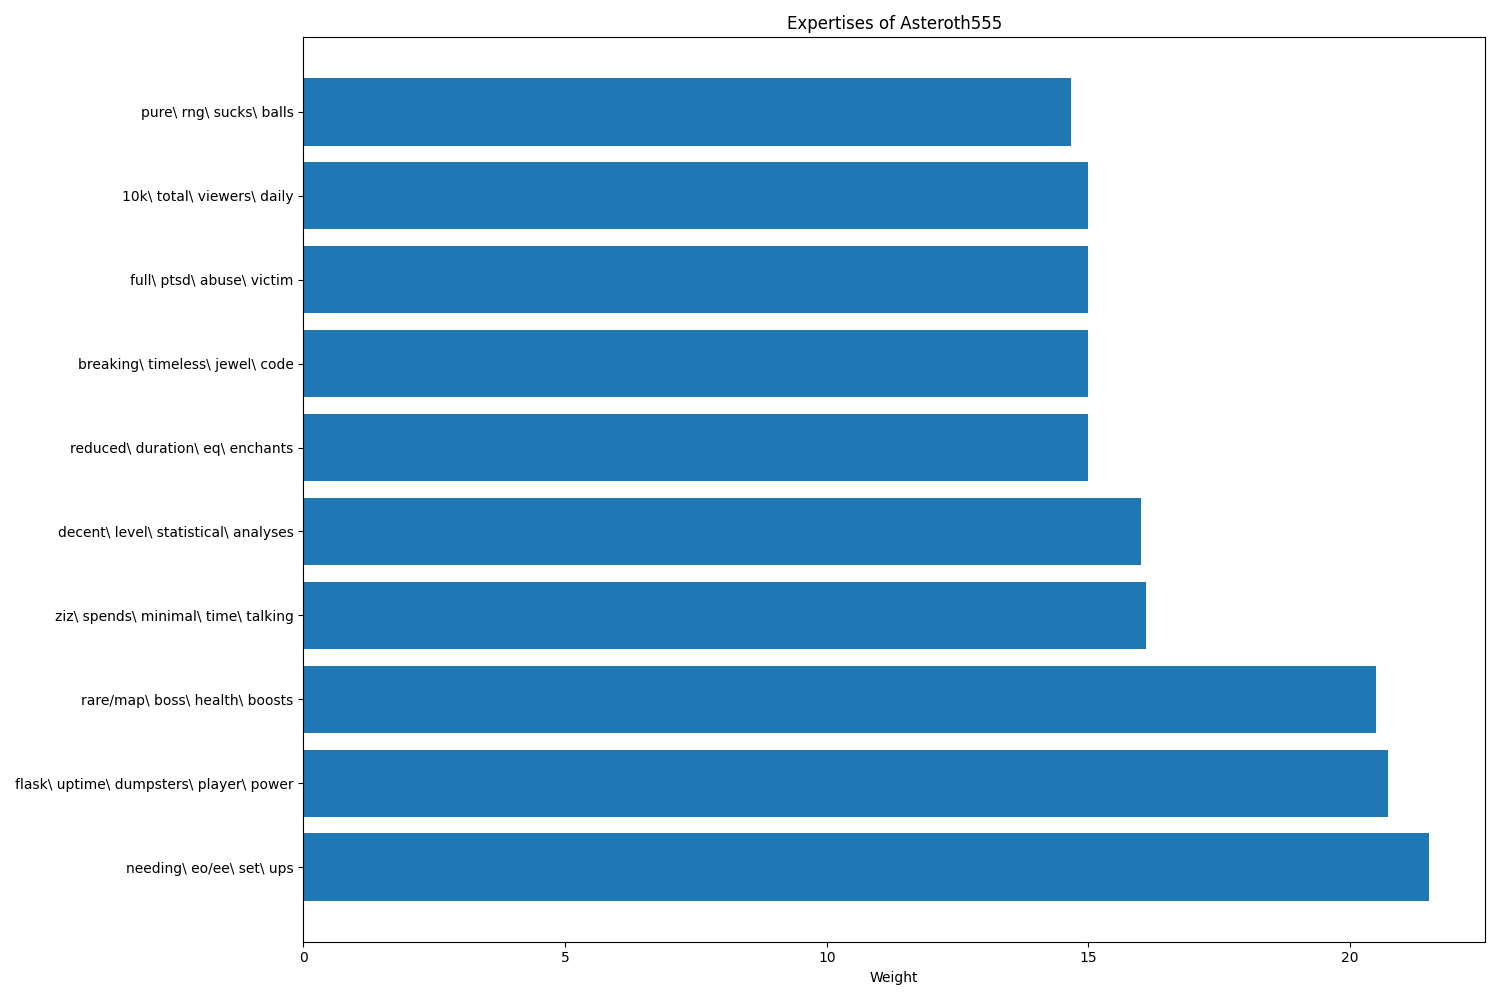 Expertises of Asteroth555
pure\ rng\ sucks\ balls
10k\ total\ viewers\ daily
full\ ptsd\ abuse\ victim
breaking\ timeless\ jewel\ code
reduced\ duration\ eq\ enchants
decent\ level\ statistical\ analyses
ziz\ spends\ minimal\ time\ talking
rare/map\ boss\ health\ boosts
flask\ uptime\ dumpsters\ player\ power
needing\ eo/ee\ set\ ups
0 5 10 15 20
Weight